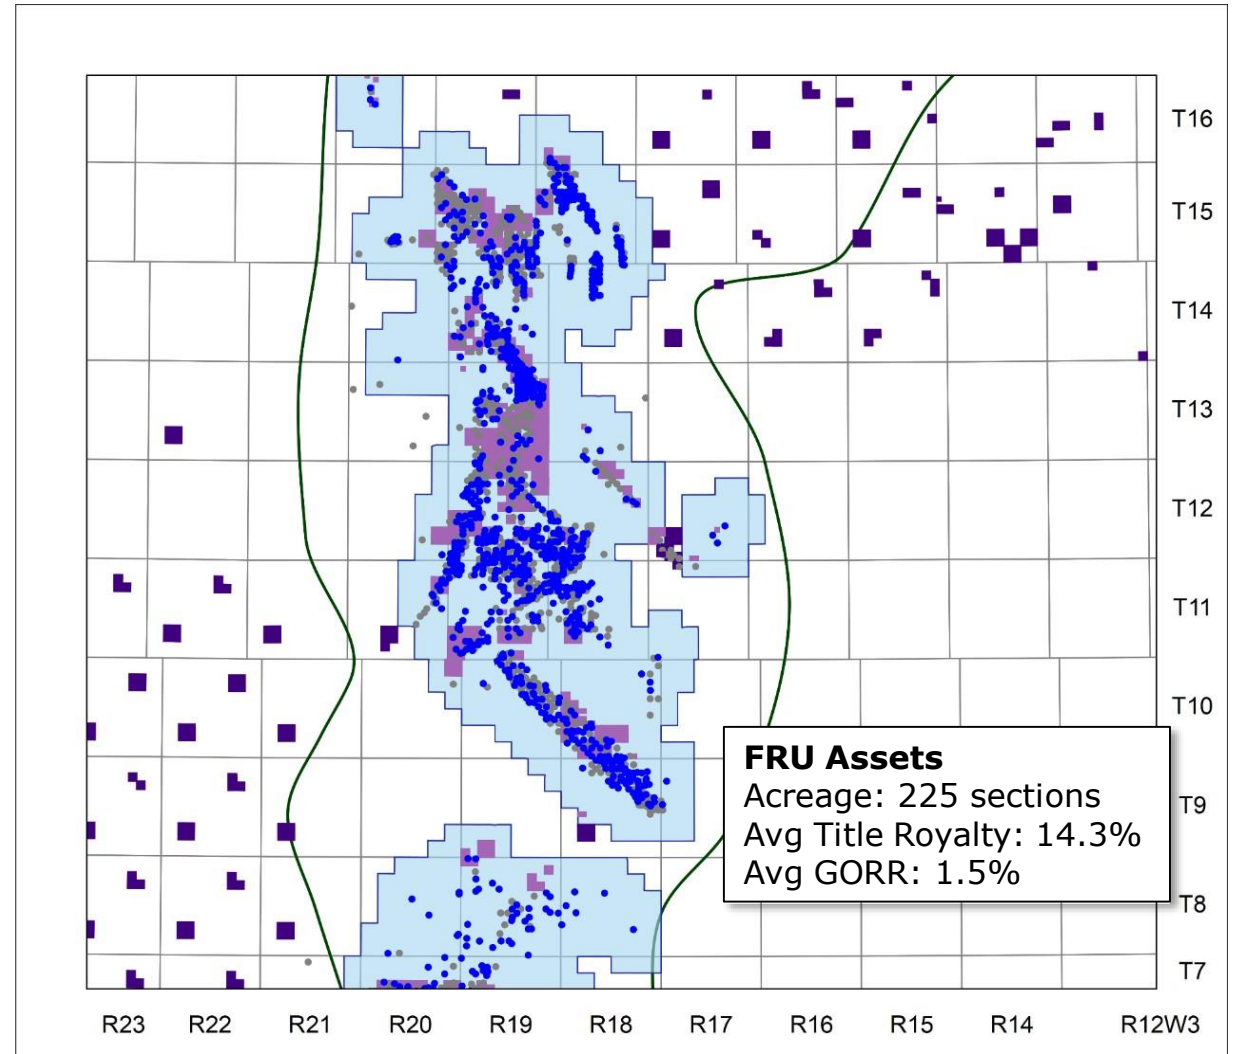 T16
T15
T14
T13
T12
T11
T10
FRU Assets
Acreage: 225 sections
Avg Title Royalty: 14.3%
Avg GORR: 1.5%
T9
T8
T7
R23 R22 R21 R20 R19 R18 R17 R16 R15 R14 R12W3